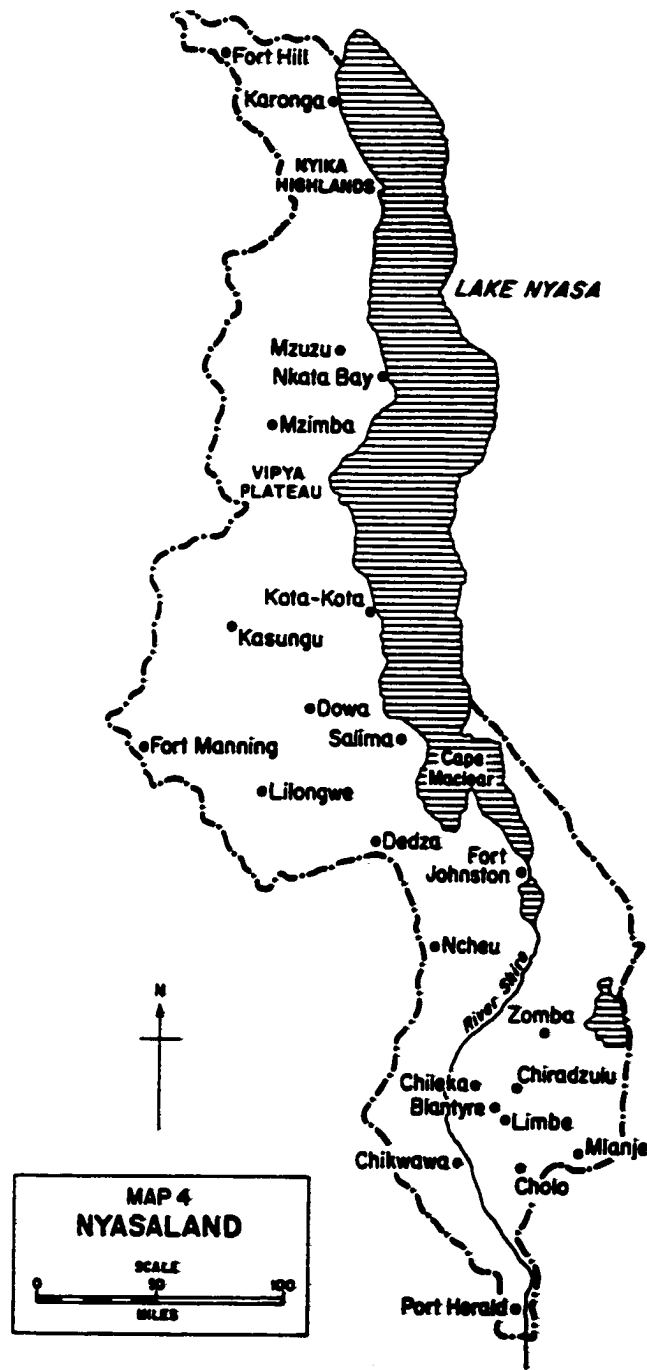 Fort Hill
Karonga
NYIKA
HIGHLANDS
LAKE NYASA
Mzuzu
Nkata Bay
Mzimba
VIPYA
PLATEAU
Kota-Kota
Kasungu
Dowa
Fort Manning
Salima
Cape
Maclear
Lilongwe
Dedza
Fort
Johnston
Ncheu
N
River Shire
Zomba
Chileka
Chiradzulu
Blantyre
Limbe
Chikwawa
Mlanje
Cholo
MAP 4
NYASALAND
SCALE
0 50 100
MILES
Port Herald